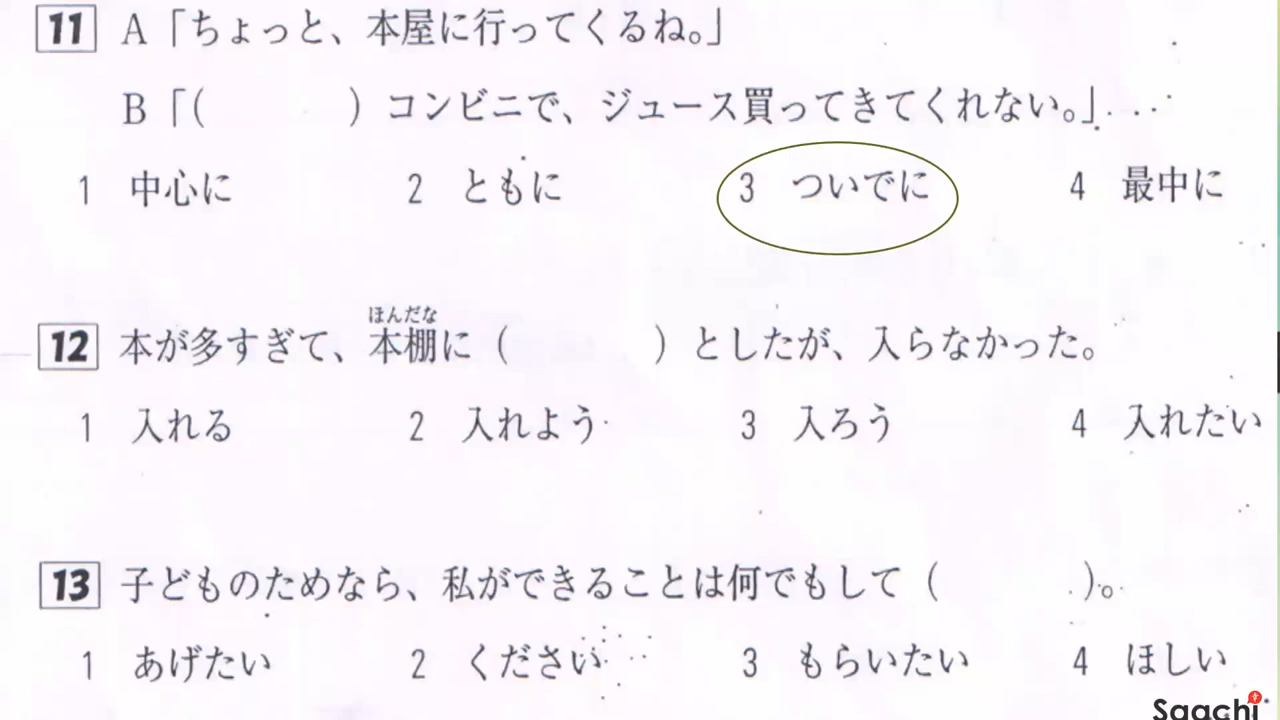 11 A「ちょっと、本屋に行ってくるね。」
B「( ) コンビニで、ジュース買ってきてくれない。」
1 中心に 2 ともに 3 ついでに 4 最中に
ほんだな
12 本が多すぎて、本棚に ( ) としたが、入らなかった。
1 入れる 2 入れよう 3 入ろう 4 入れたい
13 子どものためなら、私ができることは何でもして ( )。
1 あげたい 2 ください 3 もらいたい 4 ほしい
Saachi